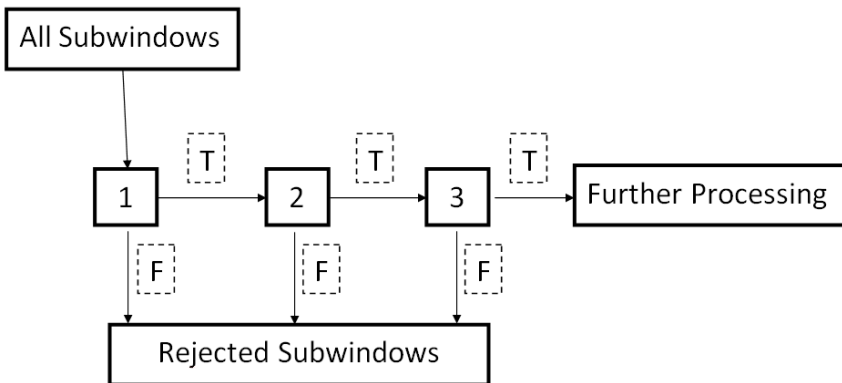 All Subwindows
T
T
T
1
2
3
Further Processing
F
F
F
Rejected Subwindows